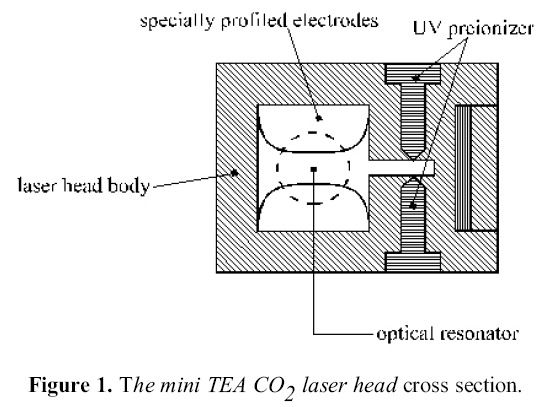 specially profiled electrodes
UV preionizer
laser head body
optical resonator
Figure 1. The mini TEA CO2 laser head cross section.